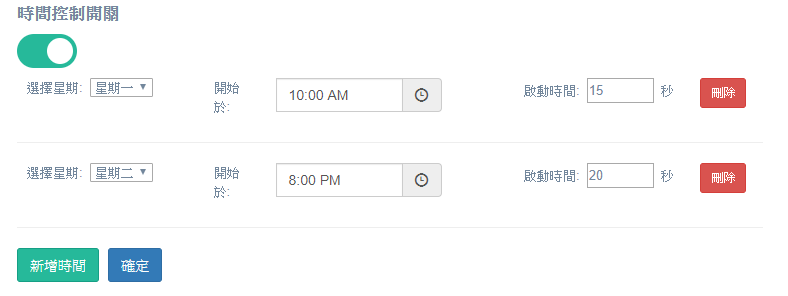 時間控制開關
選擇星期: 星期一 開始於: 10:00 AM 啟動時間: 15 秒 刪除
選擇星期: 星期二 開始於: 8:00 PM 啟動時間: 20 秒 刪除
新增時間 確定